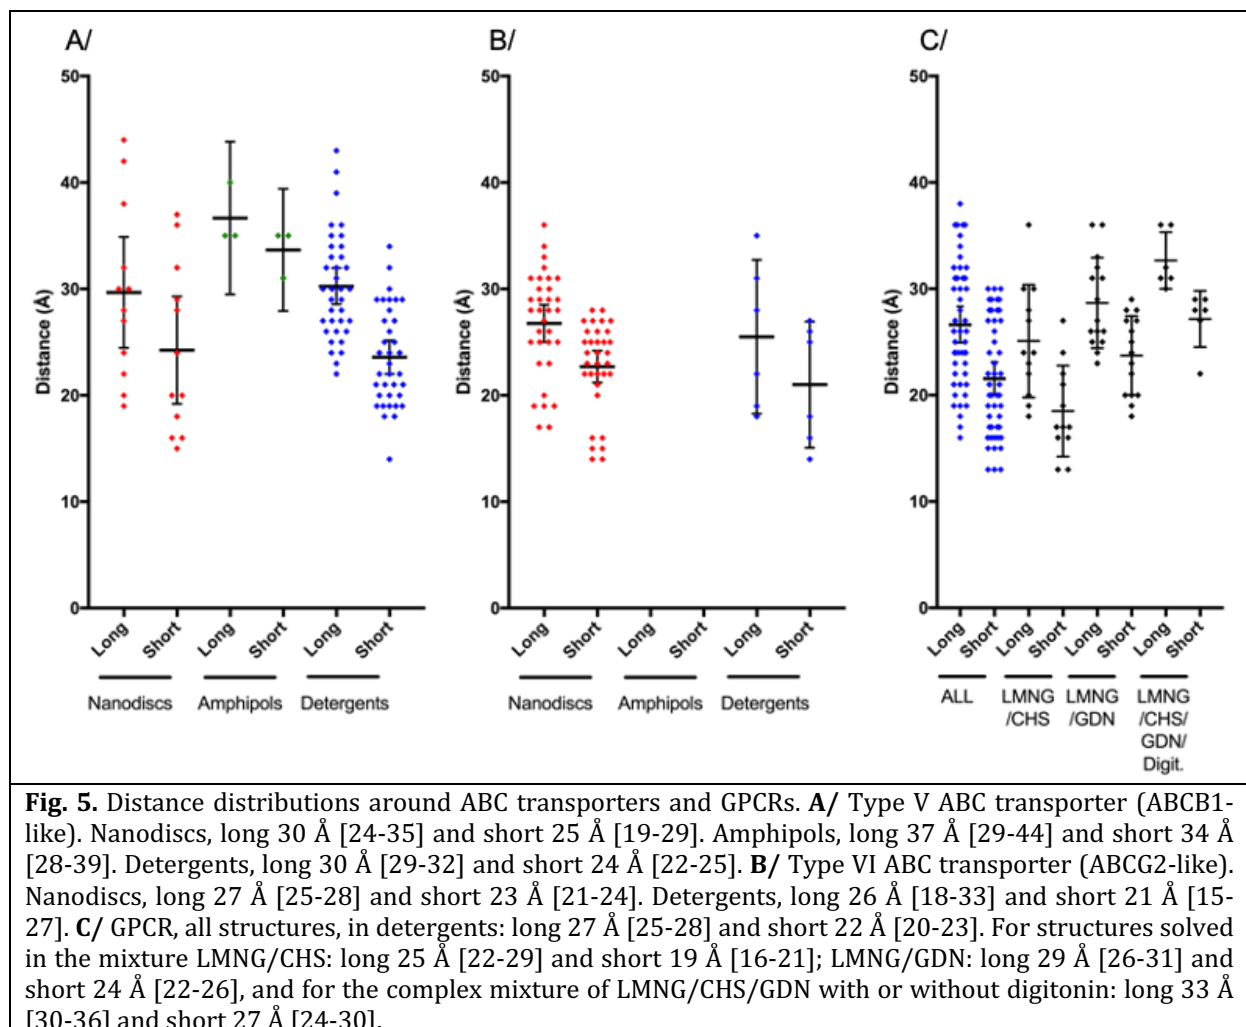 A/
B/
C/
50
40
30
20
10
0
Distance (Å)
Long
Short
Long
Short
Long
Short
Nanodiscs
Amphipols
Detergents
50
40
30
20
10
0
Distance (Å)
Long
Short
Long
Short
Long
Short
Nanodiscs
Amphipols
Detergents
50
40
30
20
10
0
Distance (Å)
Long
Short
Long
Short
Long
Short
Long
Short
ALL
LMNG
/CHS
LMNG
/GDN
LMNG
/CHS/
GDN/
Digit.
Fig. 5. Distance distributions around ABC transporters and GPCRs. A/ Type V ABC transporter (ABCB1-
like). Nanodiscs, long 30 Å [24-35] and short 25 Å [19-29]. Amphipols, long 37 Å [29-44] and short 34 Å
[28-39]. Detergents, long 30 Å [29-32] and short 24 Å [22-25]. B/ Type VI ABC transporter (ABCG2-like).
Nanodiscs, long 27 Å [25-28] and short 23 Å [21-24]. Detergents, long 26 Å [18-33] and short 21 Å [15-
27]. C/ GPCR, all structures, in detergents: long 27 Å [25-28] and short 22 Å [20-23]. For structures solved
in the mixture LMNG/CHS: long 25 Å [22-29] and short 19 Å [16-21]; LMNG/GDN: long 29 Å [26-31] and
short 24 Å [22-26], and for the complex mixture of LMNG/CHS/GDN with or without digitonin: long 33 Å
[30-36] and short 27 Å [24-30].